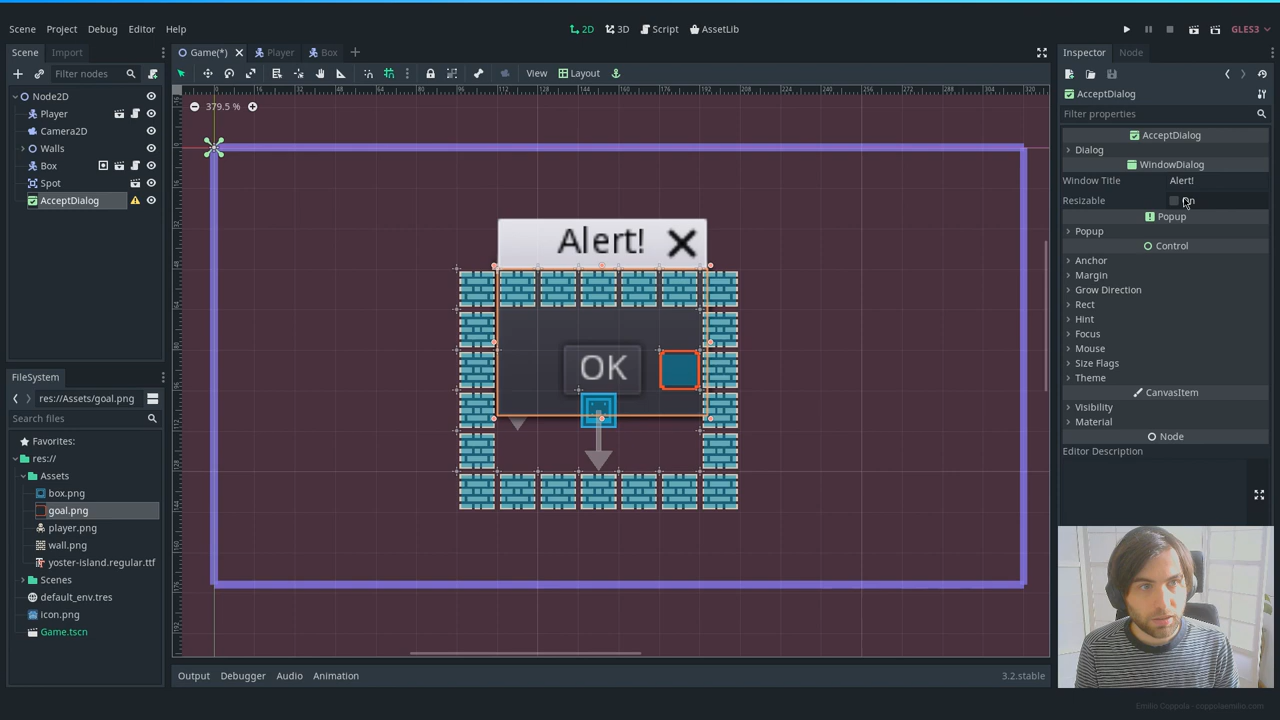 Scene Project Debug Editor Help
2D 3D Script AssetLib
GLES3
Scene Import
Filter nodes
Node2D
Player
Camera2D
Walls
Box
Spot
AcceptDialog
FileSystem
res://Assets/goal.png
Search files
Favorites:
res://
Assets
box.png
goal.png
player.png
wall.png
yoster-island.regular.ttf
Scenes
default_env.tres
icon.png
Game.tscn
Game(*) Player Box
View Layout
379.5 %
Alert!
OK
Output Debugger Audio Animation
3.2.stable
Inspector Node
AcceptDialog
Filter properties
AcceptDialog
Dialog
WindowDialog
Window Title Alert!
Resizable On
Popup
Popup
Control
Anchor
Margin
Grow Direction
Rect
Hint
Focus
Mouse
Size Flags
Theme
CanvasItem
Visibility
Material
Node
Editor Description
Emilio Coppola - coppolaemilio.com